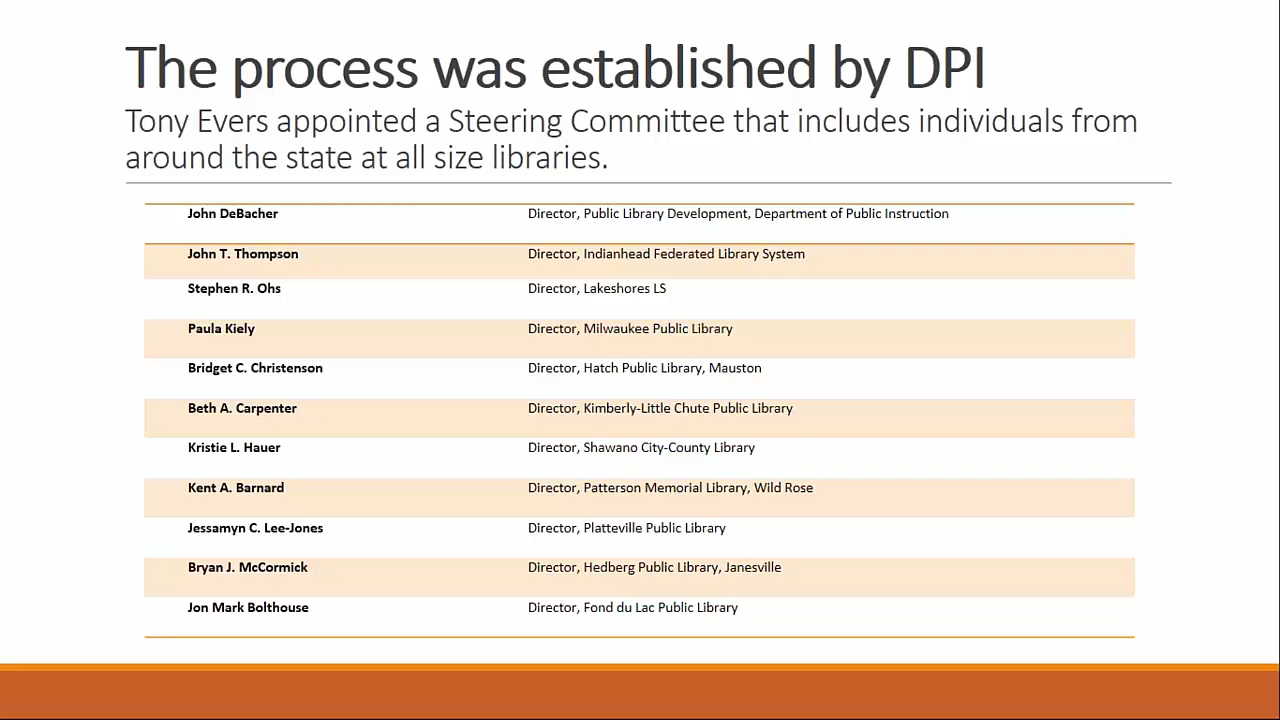 The process was established by DPI
Tony Evers appointed a Steering Committee that includes individuals from
around the state at all size libraries.
John DeBacher Director, Public Library Development, Department of Public Instruction
John T. Thompson Director, Indianhead Federated Library System
Stephen R. Ohs Director, Lakeshores LS
Paula Kiely Director, Milwaukee Public Library
Bridget C. Christenson Director, Hatch Public Library, Mauston
Beth A. Carpenter Director, Kimberly-Little Chute Public Library
Kristie L. Hauer Director, Shawano City-County Library
Kent A. Barnard Director, Patterson Memorial Library, Wild Rose
Jessamyn C. Lee-Jones Director, Platteville Public Library
Bryan J. McCormick Director, Hedberg Public Library, Janesville
Jon Mark Bolthouse Director, Fond du Lac Public Library